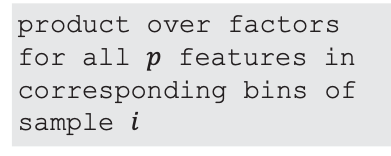 product over factors
for all p features in
corresponding bins of
sample i